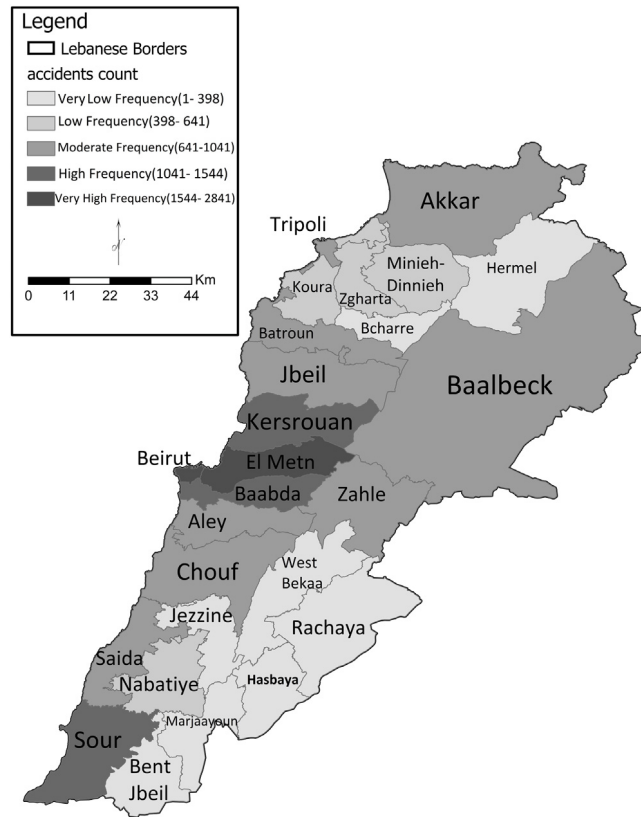 Legend
Lebanese Borders
accidents count
Very Low Frequency(1- 398)
Low Frequency(398- 641)
Moderate Frequency(641-1041)
High Frequency(1041- 1544)
Very High Frequency(1544- 2841)
Km
0 11 22 33 44
Akkar
Tripoli
Minieh-
Dinnieh
Hermel
Koura
Zgharta
Bcharre
Batroun
Jbeil
Baalbeck
Kersrouan
Beirut
El Metn
Baabda
Zahle
Aley
Chouf
West
Bekaa
Jezzine
Rachaya
Saida
Nabatiye
Hasbaya
Marjaayoun
Sour
Bent
Jbeil